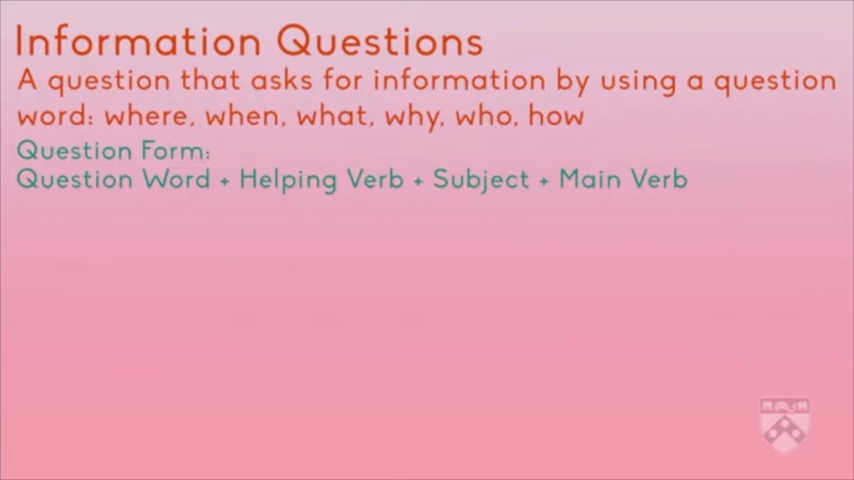 Information Questions
A question that asks for information by using a question
word: where, when, what, why, who, how
Question Form:
Question Word + Helping Verb + Subject + Main Verb